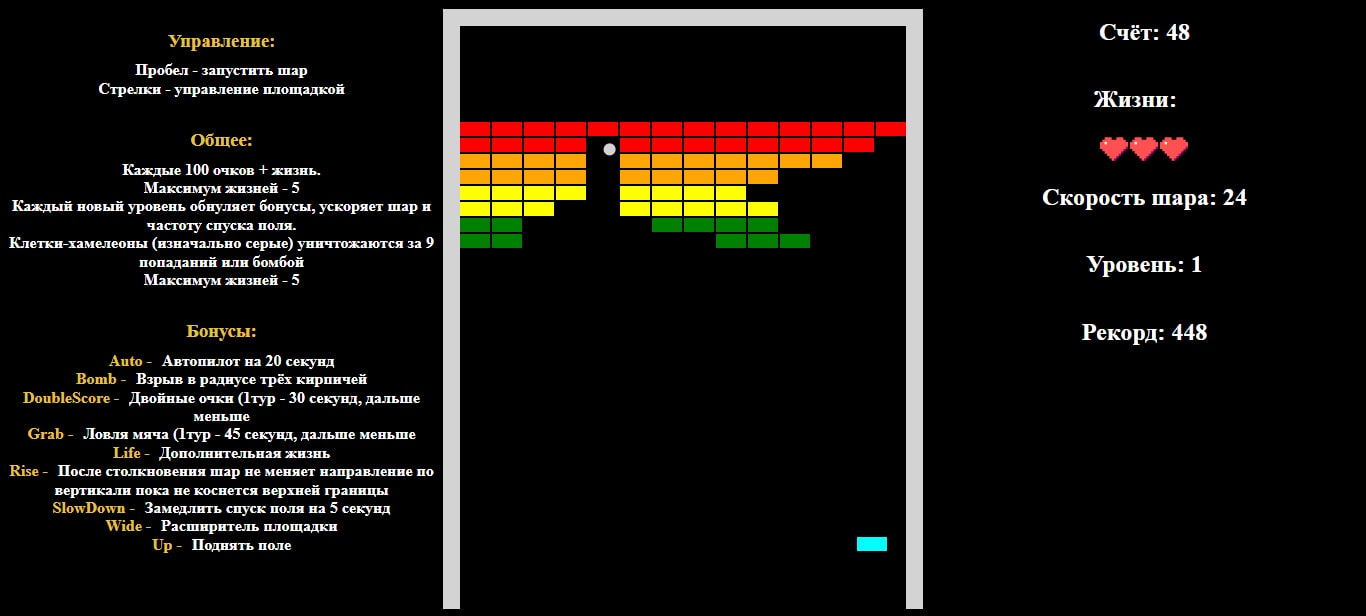 Управление:
Пробел - запустить шар
Стрелки - управление площадкой
Общее:
Каждые 100 очков + жизнь.
Максимум жизней - 5
Каждый новый уровень обнуляет бонусы, ускоряет шар и
частоту спуска поля.
Клетки-хамелеоны (изначально серые) уничтожаются за 9
попаданий или бомбой
Максимум жизней - 5
Бонусы:
Auto - Автопилот на 20 секунд
Bomb - Взрыв в радиусе трёх кирпичей
DoubleScore - Двойные очки (1тур - 30 секунд, дальше
меньше
Grab - Ловля мяча (1тур - 45 секунд, дальше меньше
Life - Дополнительная жизнь
Rise - После столкновения шар не меняет направление по
вертикали пока не коснется верхней границы
SlowDown - Замедлить спуск поля на 5 секунд
Wide - Расширитель площадки
Up - Поднять поле
Счёт: 48
Жизни:
Скорость шара: 24
Уровень: 1
Рекорд: 448